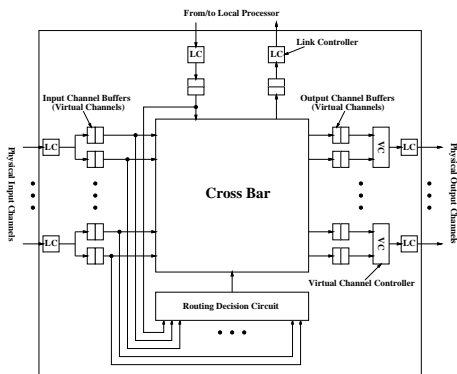 From/to Local Processor
LC
LC
Link Controller
Input Channel Buffers
(Virtual Channels)
Output Channel Buffers
(Virtual Channels)
Physical Input Channels
LC
VC
LC
Physical Output Channels
Cross Bar
LC
VC
LC
Virtual Channel Controller
Routing Decision Circuit